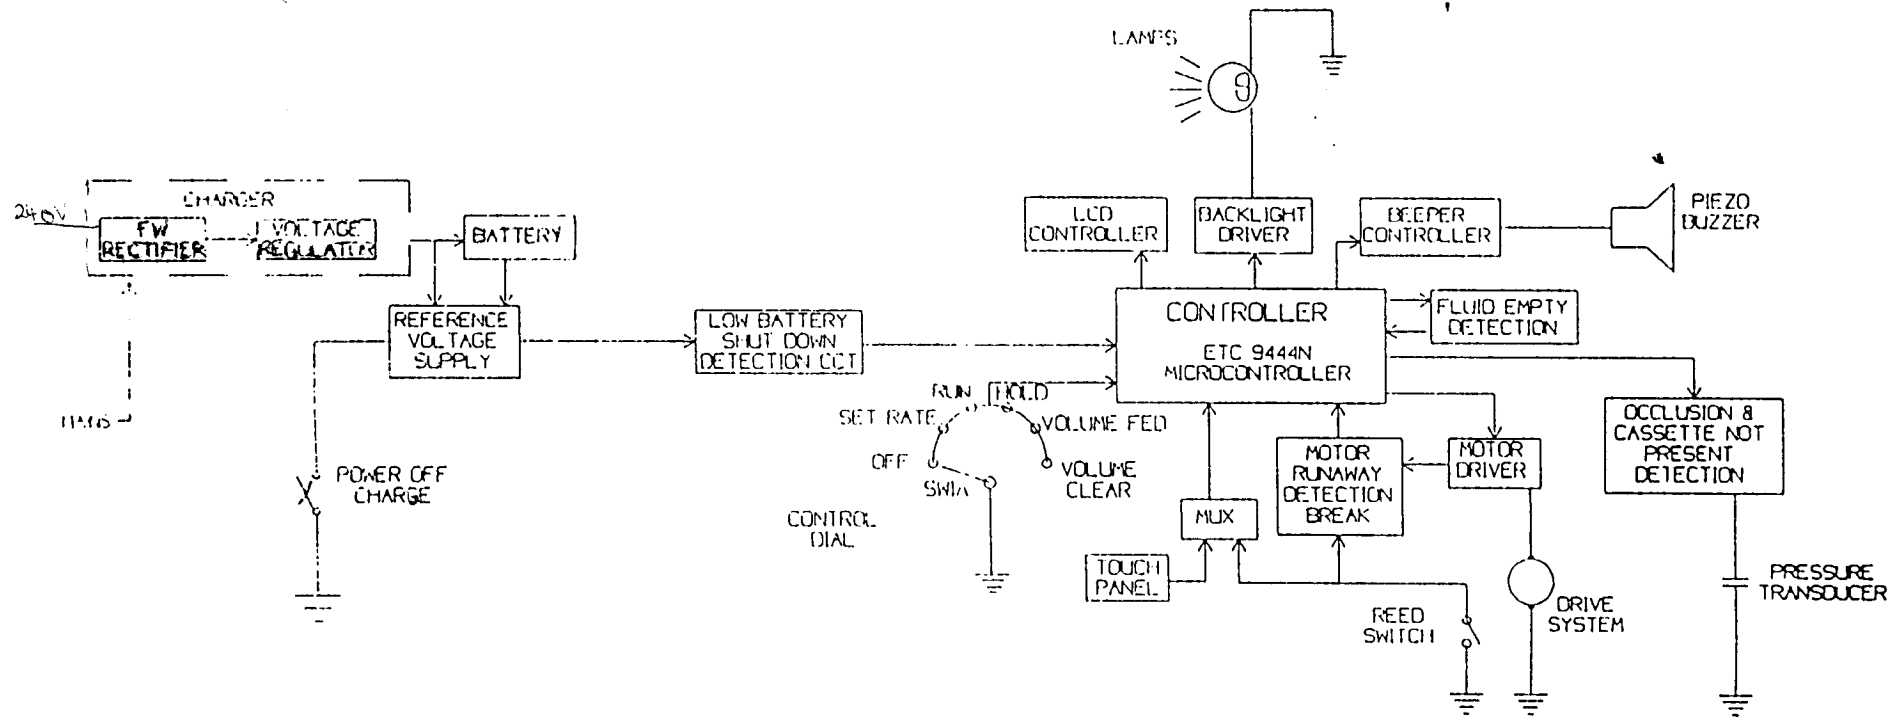 LAMPS
240V
CHARGER
FW
RECTIFIER
VOLTAGE
REGULATER
BATTERY
LCD
CONTROLLER
BACKLIGHT
DRIVER
BEEPER
CONTROLLER
PIEZO
BUZZER
REFERENCE
VOLTAGE
SUPPLY
LOW BATTERY
SHUT DOWN
DETECTION CCT
CONTROLLER
ETC 9444N
MICROCONTROLLER
FLUID EMPTY
DETECTION
RUN
HOLD
SET RATE
VOLUME FED
OFF
VOLUME
CLEAR
SW1A
CONTROL
DIAL
POWER OFF
CHARGE
OCCLUSION &
CASSETTE NOT
PRESENT
DETECTION
MOTOR
RUNAWAY
DETECTION
BREAK
MOTOR
DRIVER
MUX
TOUCH
PANEL
REED
SWITCH
DRIVE
SYSTEM
PRESSURE
TRANSDUCER